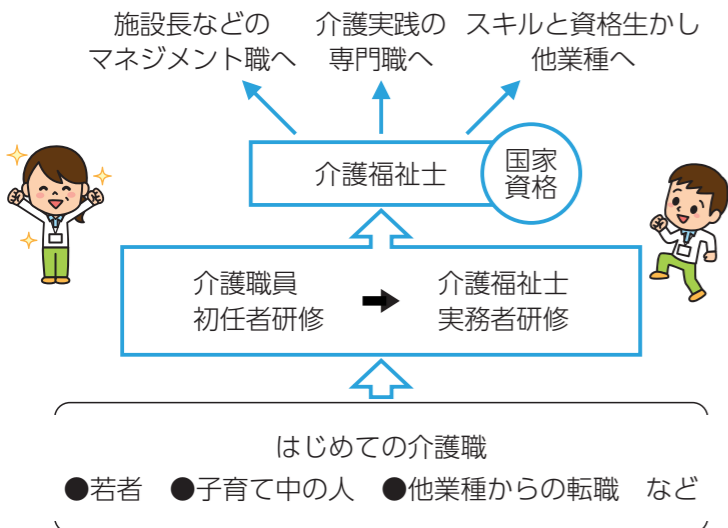 施設長などの
マネジメント職へ
介護実践の
専門職へ
スキルと資格生かし
他業種へ
介護福祉士
国家
資格
介護職員
初任者研修
介護福祉士
実務者研修
はじめての介護職
●若者　●子育て中の人　●他業種からの転職　など